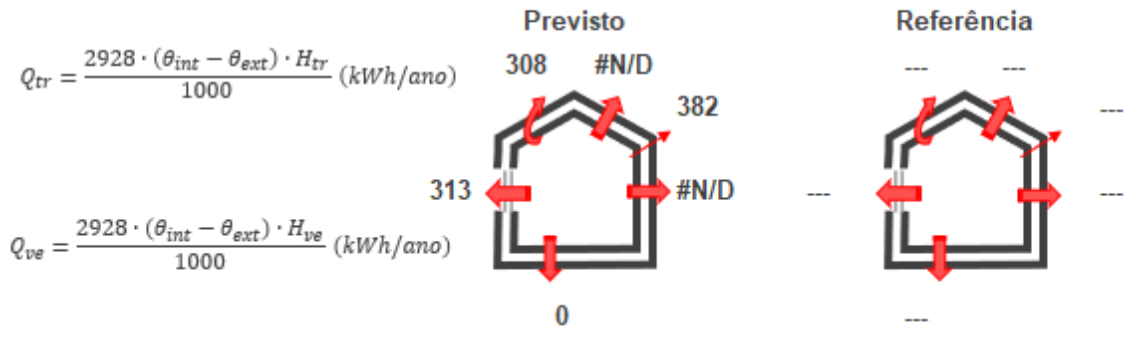 Previsto
Referência
Q_tr = 2928 · (θ_int − θ_ext) · H_tr / 1000 (kWh/ano)
308 #N/D
--- ---
382
---
313
#N/D
---
---
Q_ve = 2928 · (θ_int − θ_ext) · H_ve / 1000 (kWh/ano)
0
---